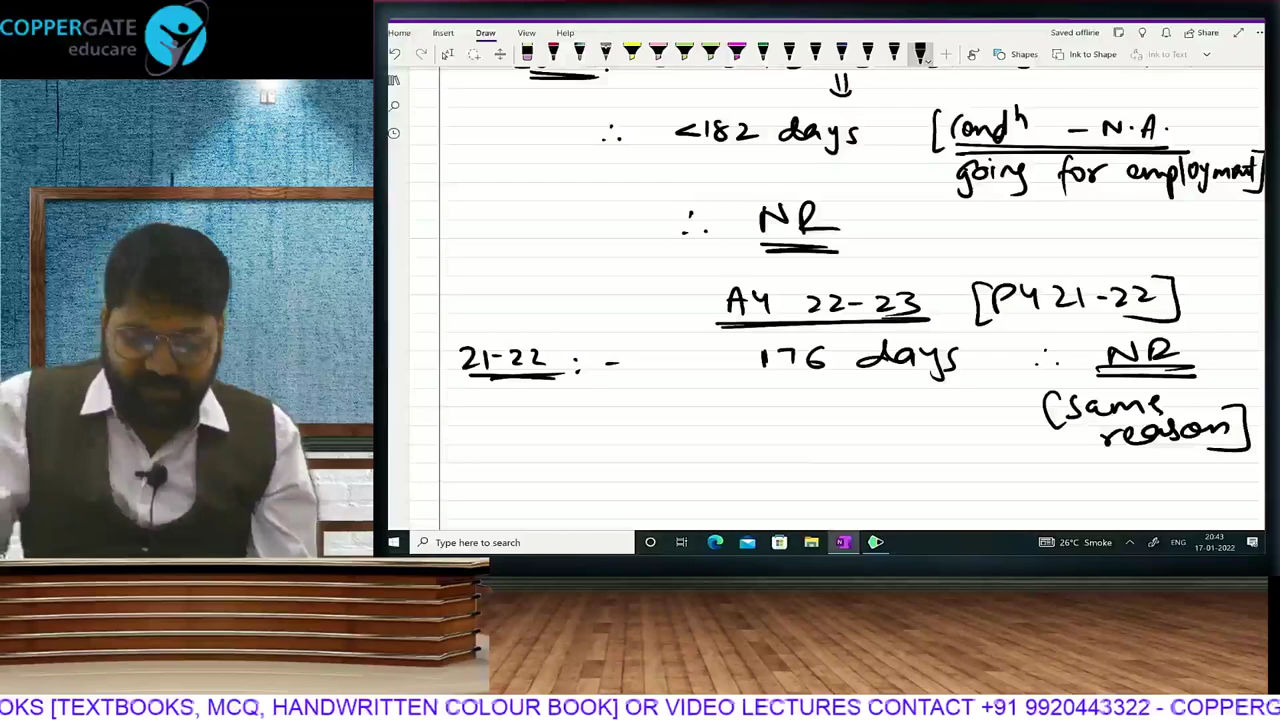 COPPERGATE
educare
Home Insert Draw View Help
Saved offline
Share
Shapes
Ink to Shape
Ink to Text
∴ <182 days [Condn - N.A.
going for employment]
∴ NR
AY 22-23 [PY 21-22]
21-22 : - 176 days ∴ NR
[same
reason]
Type here to search
26°C Smoke
ENG
20:43
17-01-2022
OKS [TEXTBOOKS, MCQ, HANDWRITTEN COLOUR BOOK] OR VIDEO LECTURES CONTACT +91 9920443322 - COPPERG